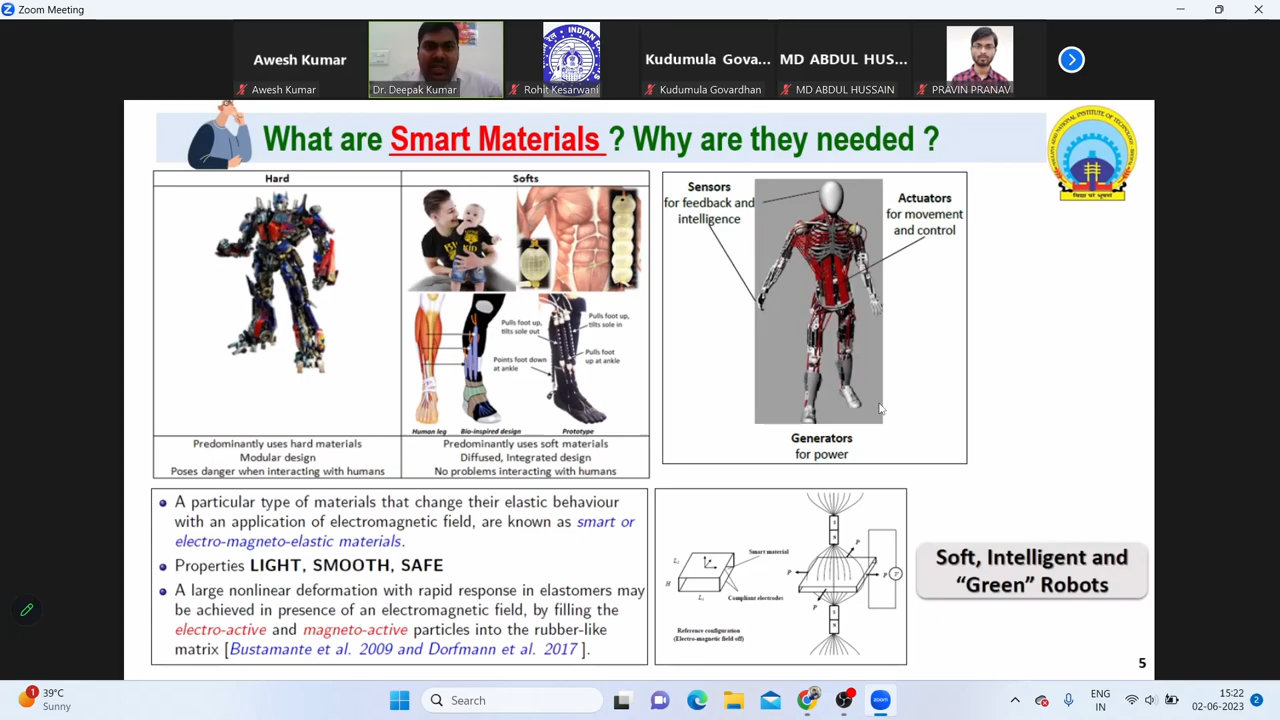 Zoom Meeting
Awesh Kumar
Kudumula Gova...
MD ABDUL HUS...
Awesh Kumar
Dr. Deepak Kumar
Rohit Kesarwani
Kudumula Govardhan
MD ABDUL HUSSAIN
PRAVIN PRANAV
What are Smart Materials ? Why are they needed ?
Hard
Softs
Pulls foot up,
tilts sole out
Pulls foot up,
tilts sole in
Points foot down
at ankle
Pulls foot
up at ankle
Human leg
Bio-inspired design
Prototype
Predominantly uses hard materials
Modular design
Poses danger when interacting with humans
Predominantly uses soft materials
Diffused, Integrated design
No problems interacting with humans
Sensors
for feedback and
intelligence
Actuators
for movement
and control
Generators
for power
A particular type of materials that change their elastic behaviour
with an application of electromagnetic field, are known as smart or
electro-magneto-elastic materials.
Properties LIGHT, SMOOTH, SAFE
A large nonlinear deformation with rapid response in elastomers may
be achieved in presence of an electromagnetic field, by filling the
electro-active and magneto-active particles into the rubber-like
matrix [Bustamante et al. 2009 and Dorfmann et al. 2017 ].
Smart material
H
Compliant electrodes
Reference configuration
(Electro-magnetic field off)
P
P
P
P
Soft, Intelligent and
“Green” Robots
5
39°C
Sunny
Search
ENG
IN
15:22
02-06-2023